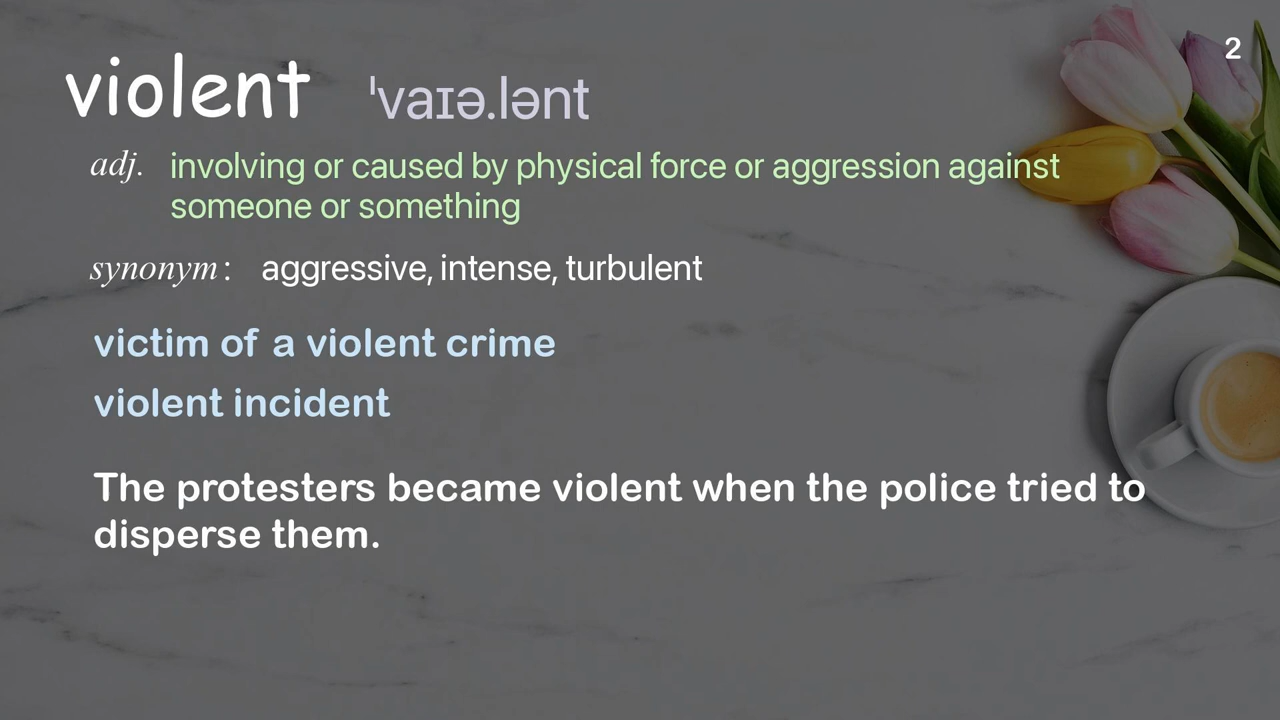 2
violent ˈvaɪə.lənt
adj. involving or caused by physical force or aggression against
someone or something
synonym: aggressive, intense, turbulent
victim of a violent crime
violent incident
The protesters became violent when the police tried to
disperse them.